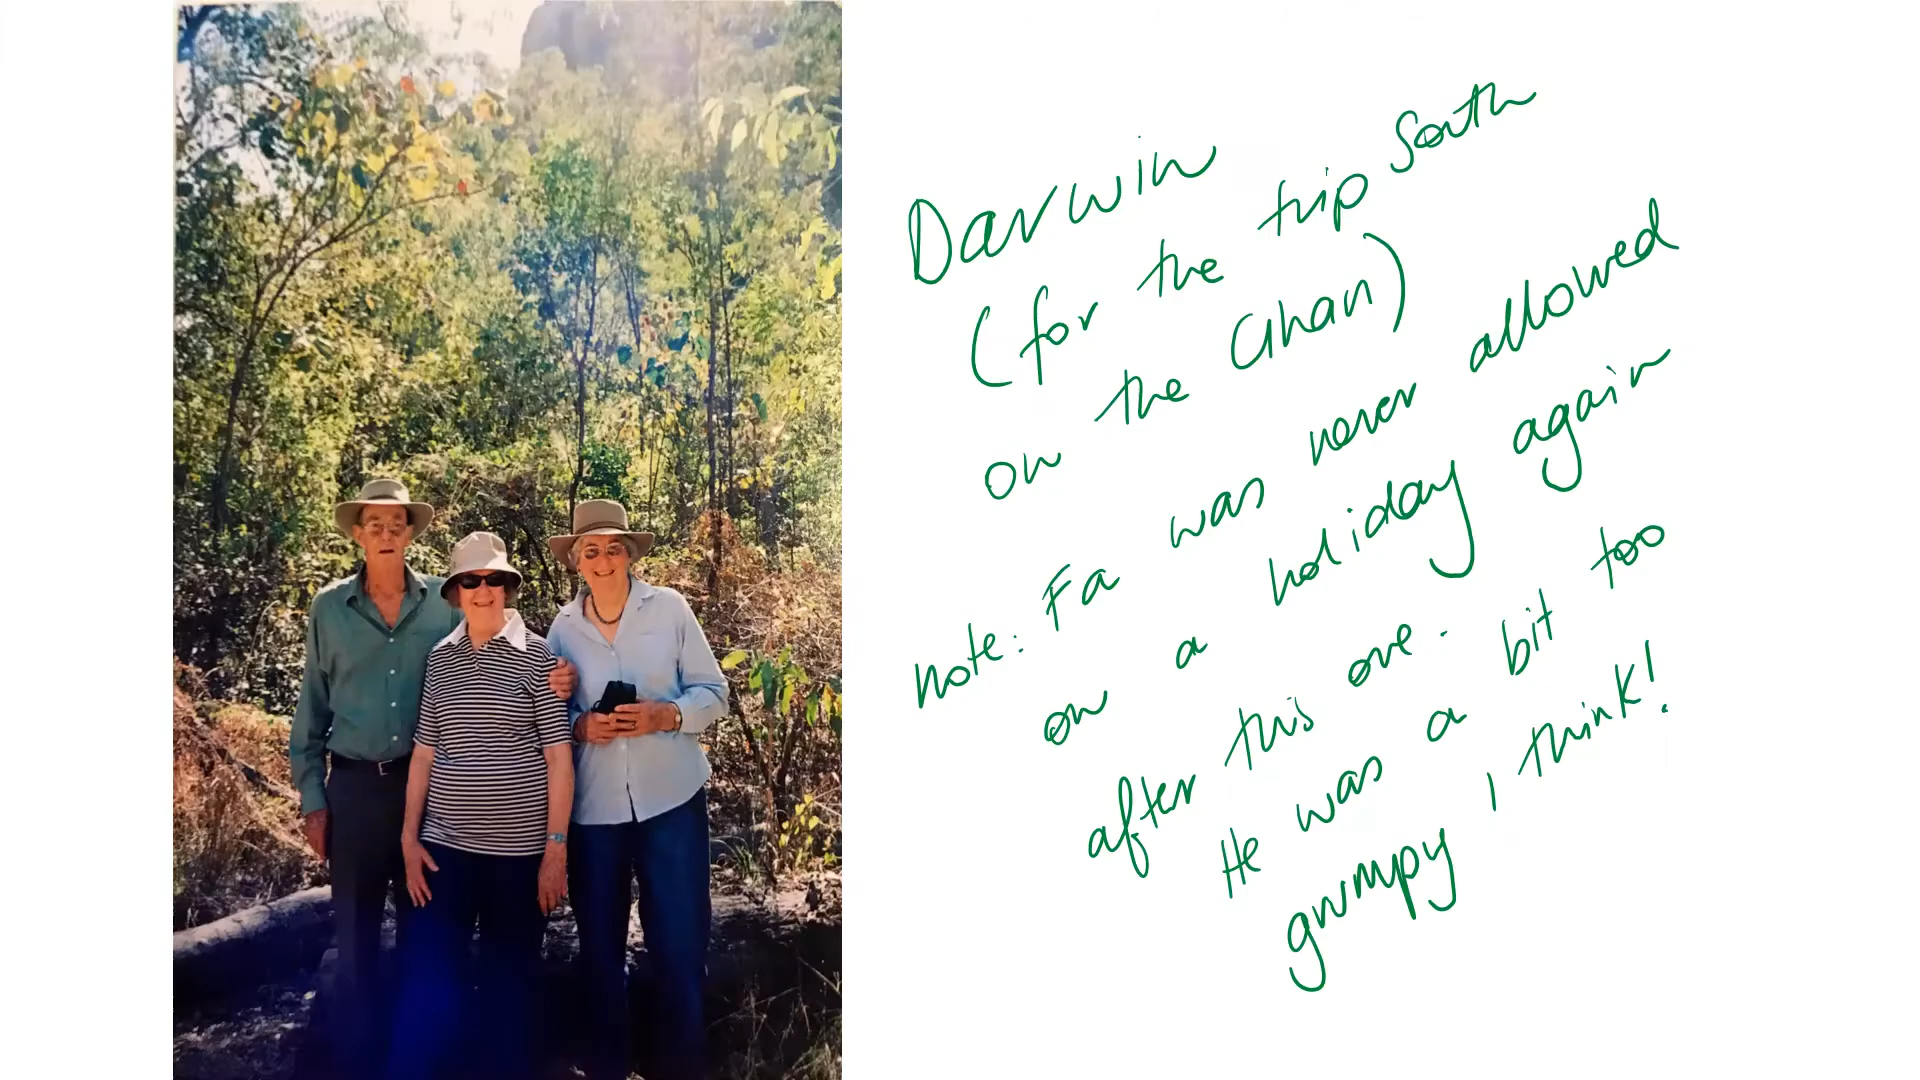 Darwin
(for the trip South
on the Ghan)
note: Fa was never allowed
on a holiday again
after this one.
He was a bit too
grumpy, I think!